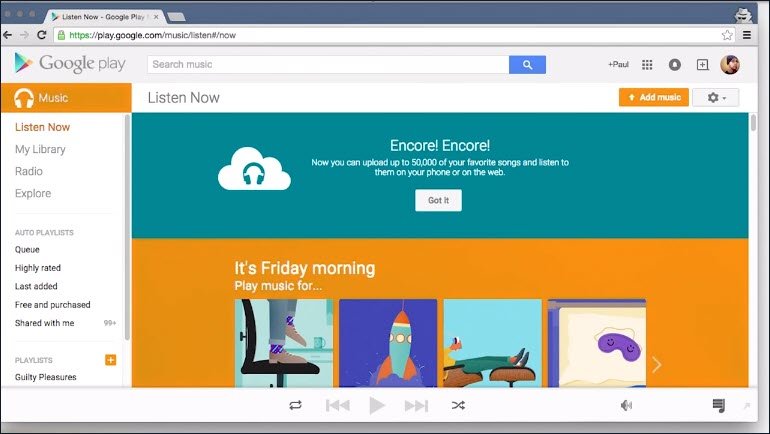 Listen Now - Google Play M
https://play.google.com/music/listen#/now
Google play
Search music
+Paul
Music
Listen Now
Add music
Listen Now
My Library
Radio
Explore
AUTO PLAYLISTS
Queue
Highly rated
Last added
Free and purchased
Shared with me 99+
PLAYLISTS
Guilty Pleasures
Encore! Encore!
Now you can upload up to 50,000 of your favorite songs and listen to
them on your phone or on the web.
Got it
It's Friday morning
Play music for...